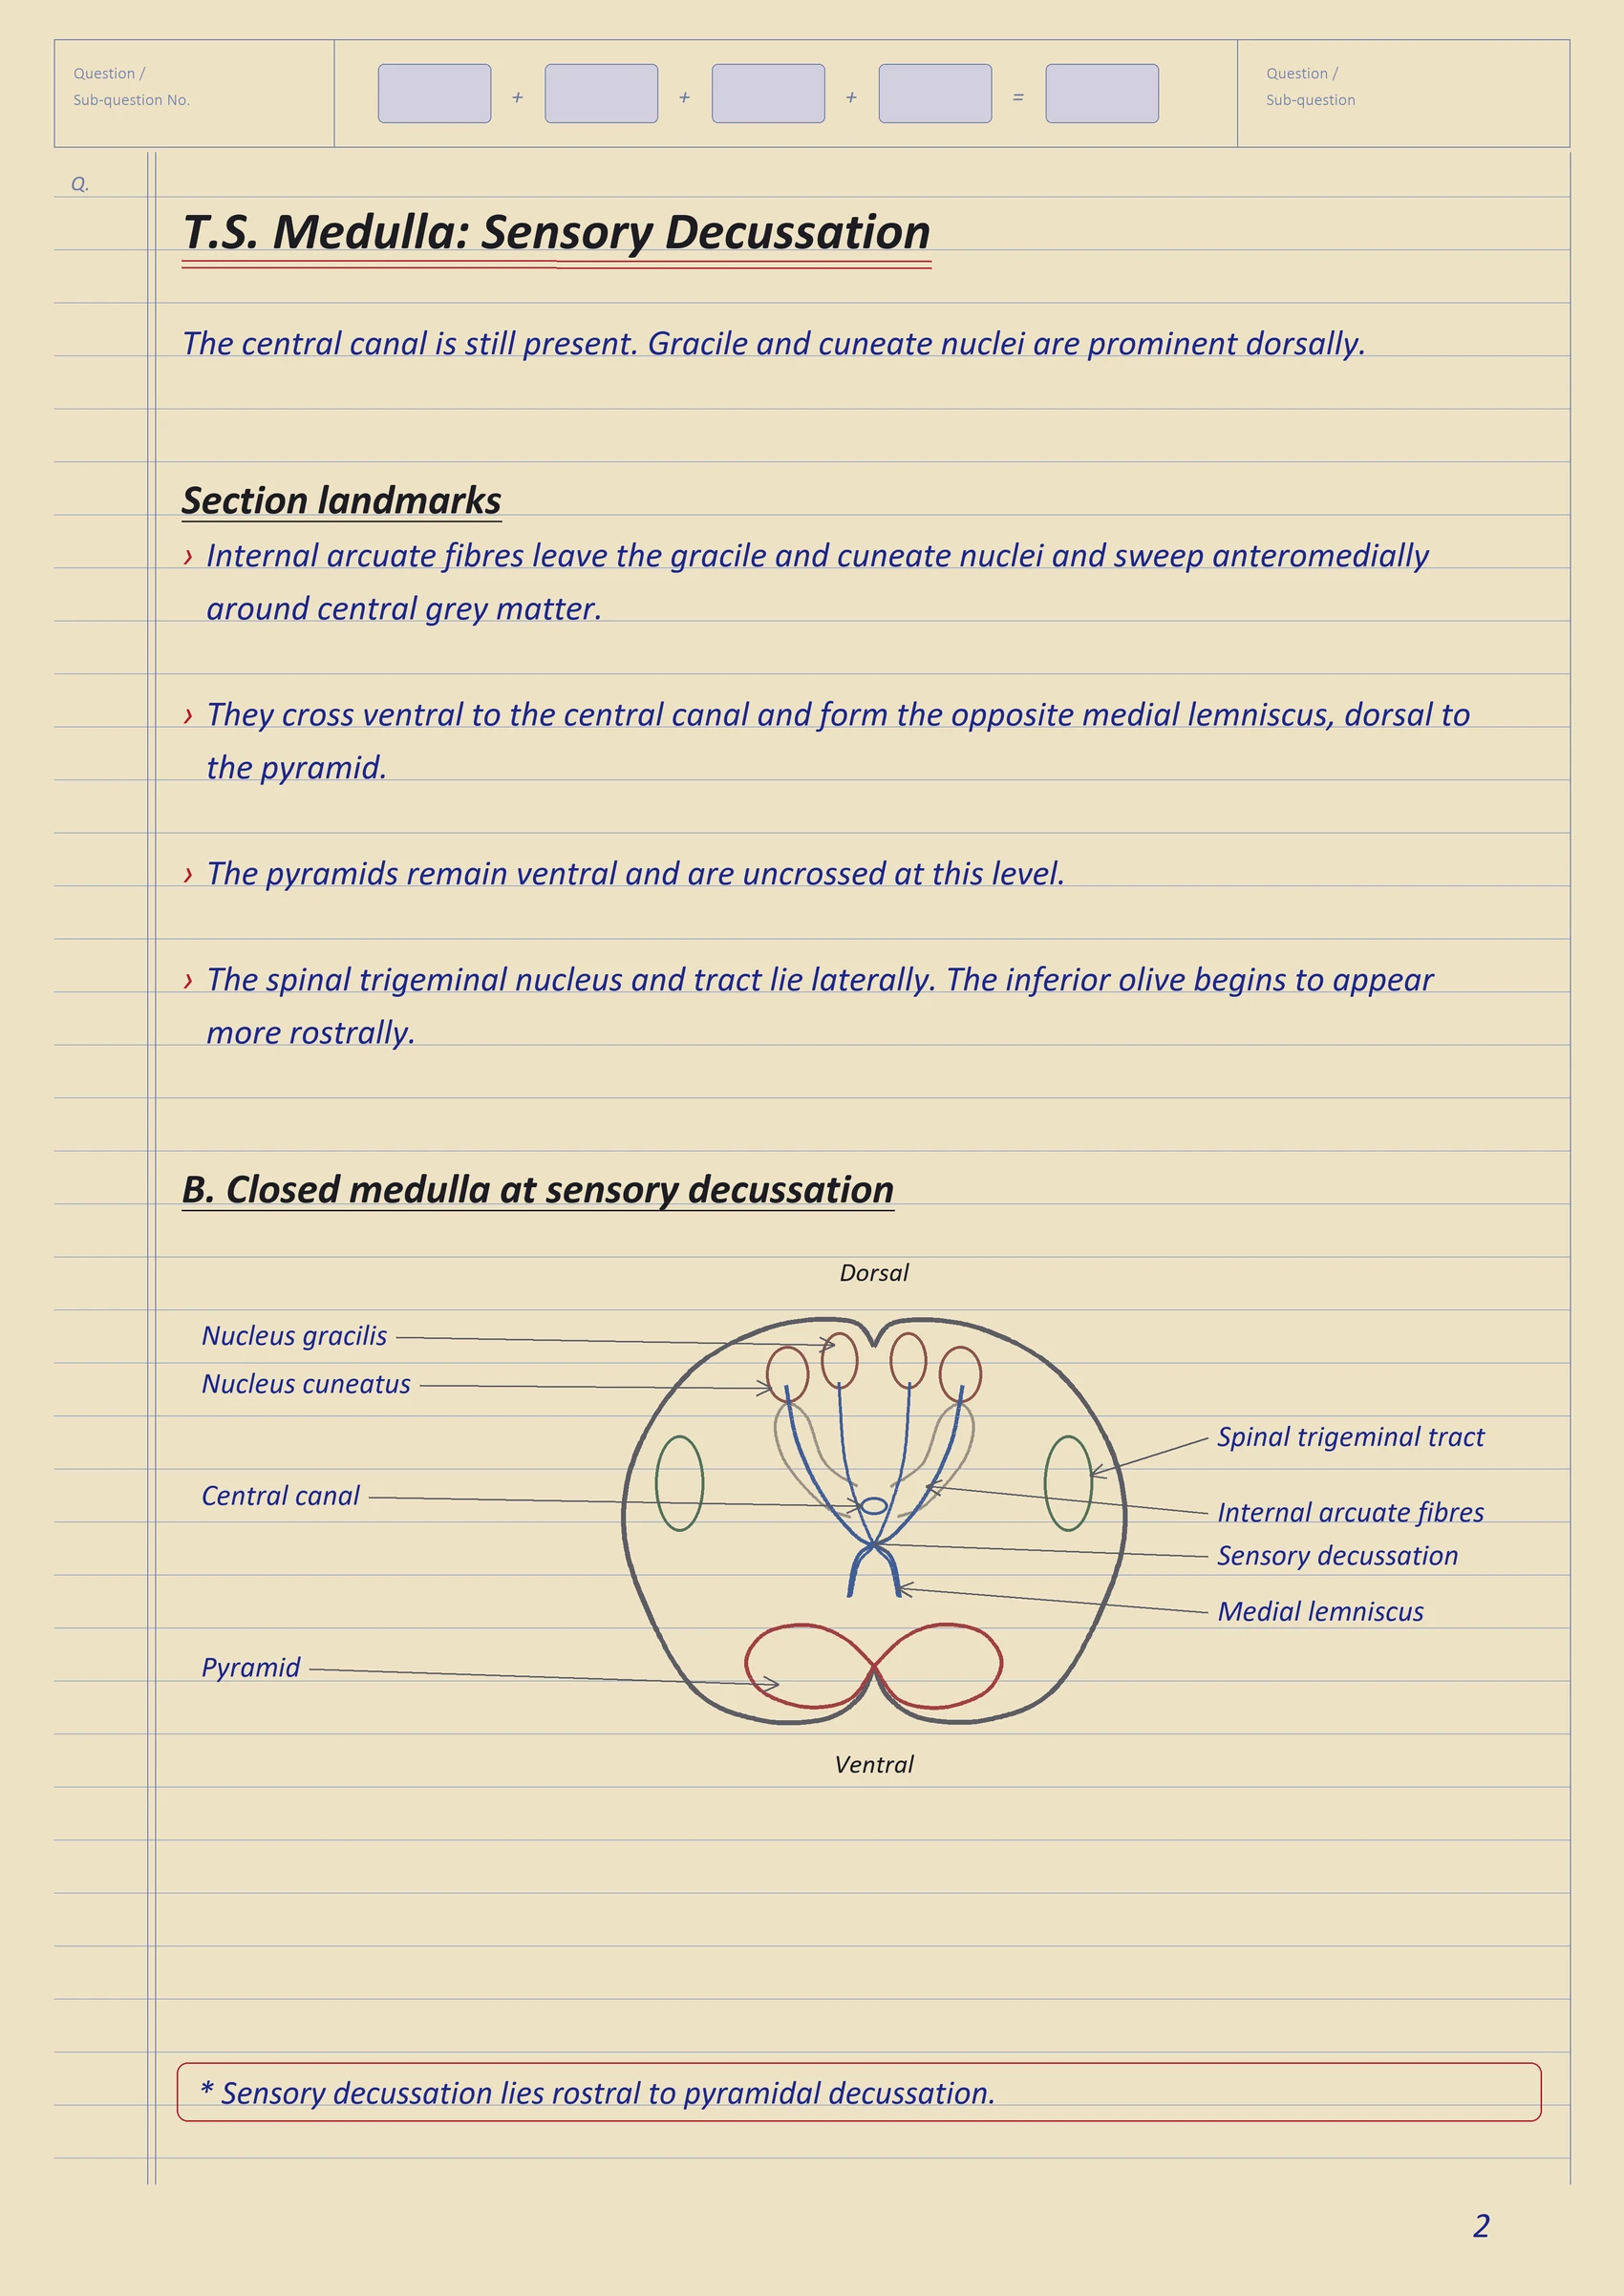 Question /
Sub-question No.
+ + + =
Question /
Sub-question
Q.
T.S. Medulla: Sensory Decussation
The central canal is still present. Gracile and cuneate nuclei are prominent dorsally.
Section landmarks
› Internal arcuate fibres leave the gracile and cuneate nuclei and sweep anteromedially
around central grey matter.
› They cross ventral to the central canal and form the opposite medial lemniscus, dorsal to
the pyramid.
› The pyramids remain ventral and are uncrossed at this level.
› The spinal trigeminal nucleus and tract lie laterally. The inferior olive begins to appear
more rostrally.
B. Closed medulla at sensory decussation
Dorsal
Nucleus gracilis
Nucleus cuneatus
Spinal trigeminal tract
Central canal
Internal arcuate fibres
Sensory decussation
Medial lemniscus
Pyramid
Ventral
* Sensory decussation lies rostral to pyramidal decussation.
2